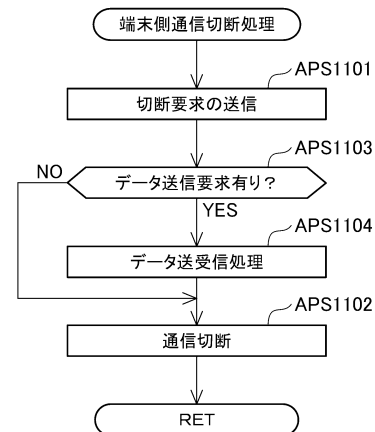 端末側通信切断処理
APS1101
切断要求の送信
APS1103
データ送信要求有り？
NO
YES
APS1104
データ送受信処理
APS1102
通信切断
RET